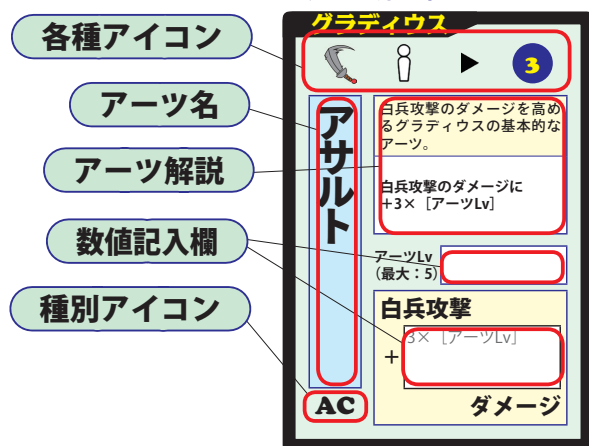 各種アイコン
アーツ名
アーツ解説
数値記入欄
種別アイコン
グラディウス
3
アサルト
白兵攻撃のダメージを高め
るグラディウスの基本的な
アーツ。
白兵攻撃のダメージに
+3×［アーツLv］
アーツLv
(最大：5)
白兵攻撃
3×［アーツLv］
+
ダメージ
AC